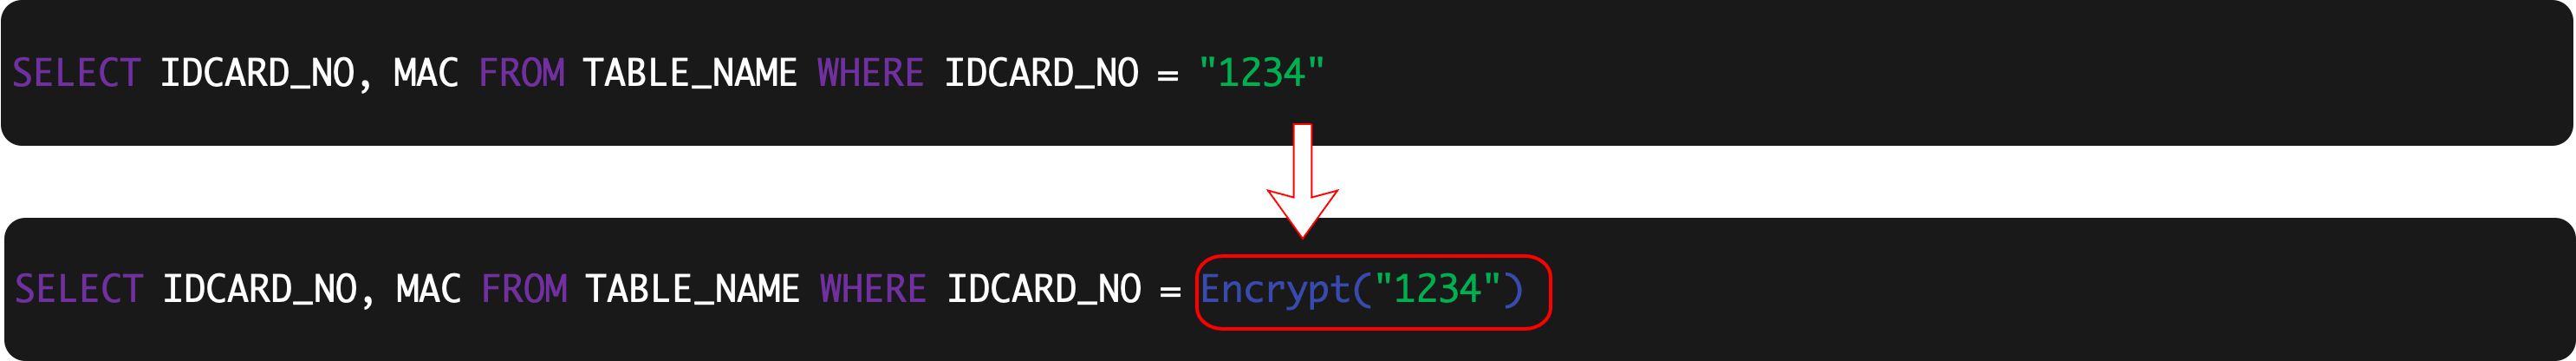 SELECT IDCARD_NO, MAC FROM TABLE_NAME WHERE IDCARD_NO = "1234"
SELECT IDCARD_NO, MAC FROM TABLE_NAME WHERE IDCARD_NO = Encrypt("1234")